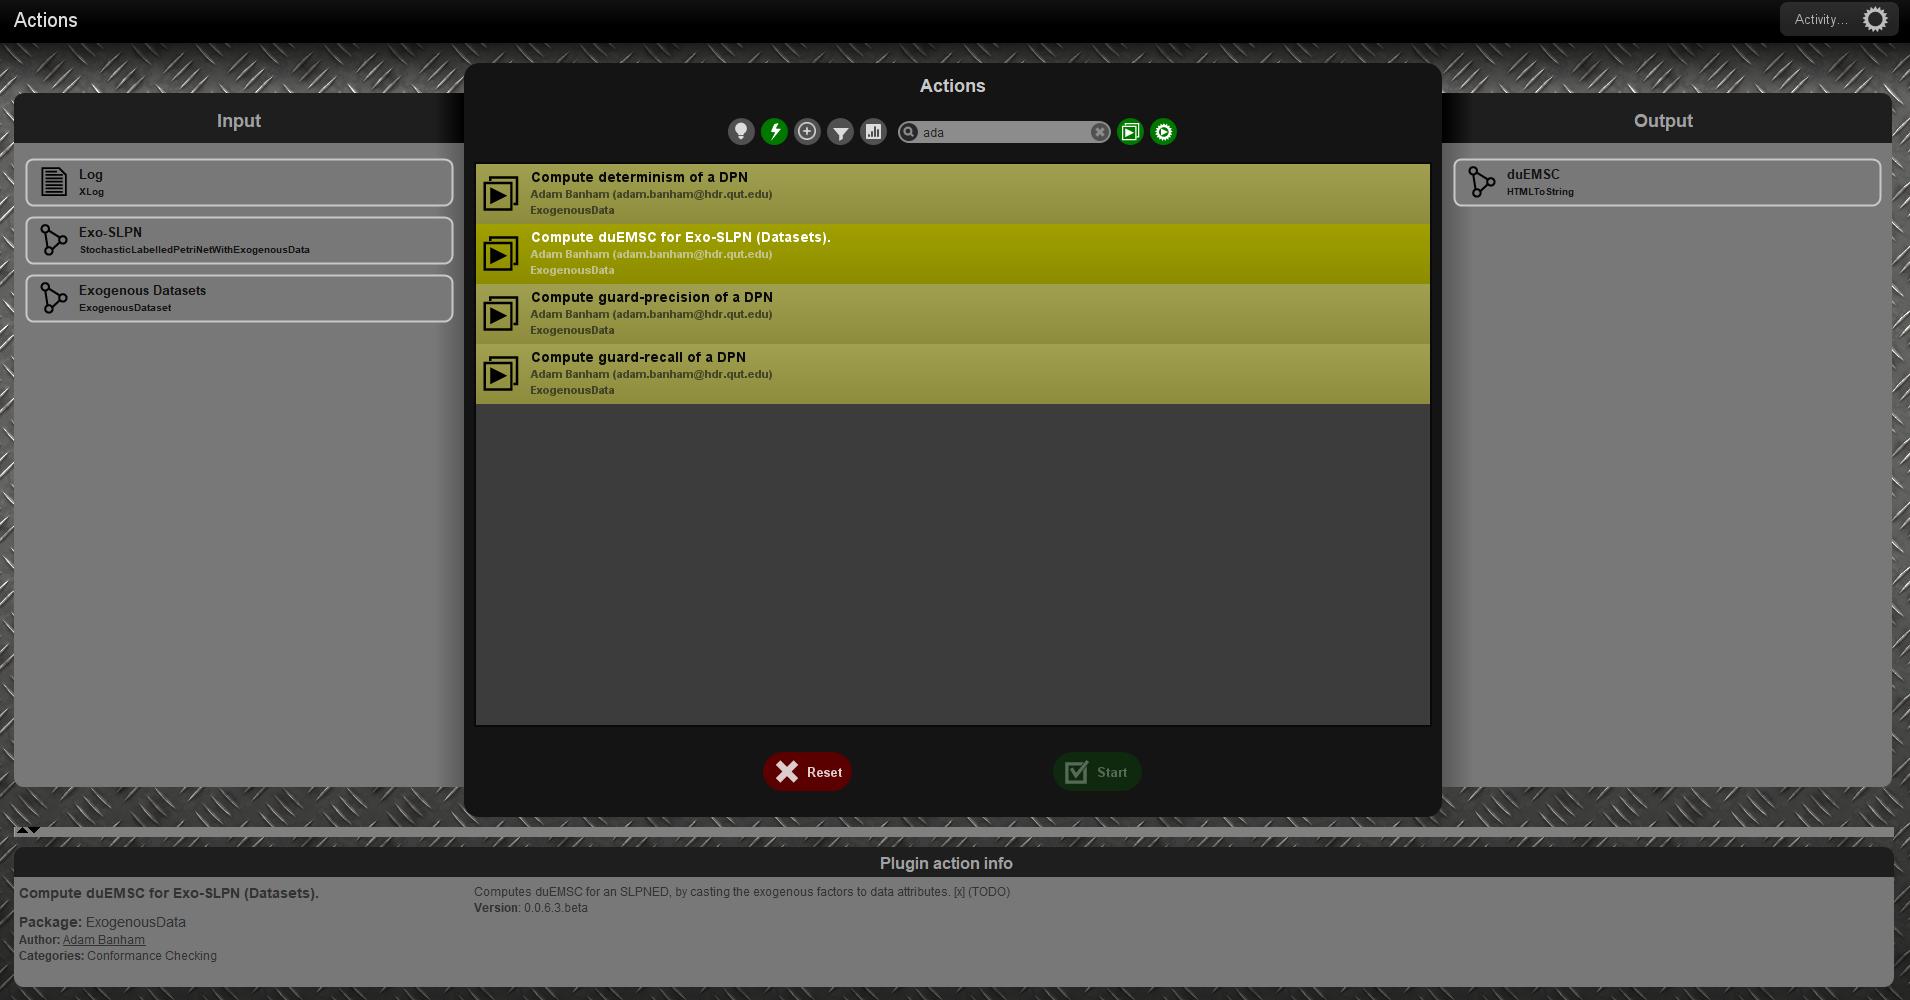 Actions
Activity...
Input
Log
XLog
Exo-SLPN
StochasticLabelledPetriNetWithExogenousData
Exogenous Datasets
ExogenousDataset
Actions
ada
Compute determinism of a DPN
Adam Banham (adam.banham@hdr.qut.edu)
ExogenousData
Compute duEMSC for Exo-SLPN (Datasets).
Adam Banham (adam.banham@hdr.qut.edu)
ExogenousData
Compute guard-precision of a DPN
Adam Banham (adam.banham@hdr.qut.edu)
ExogenousData
Compute guard-recall of a DPN
Adam Banham (adam.banham@hdr.qut.edu)
ExogenousData
Reset
Start
Output
duEMSC
HTMLToString
Plugin action info
Compute duEMSC for Exo-SLPN (Datasets).
Package: ExogenousData
Author: Adam Banham
Categories: Conformance Checking
Computes duEMSC for an SLPNED, by casting the exogenous factors to data attributes. [x] (TODO)
Version: 0.0.6.3.beta